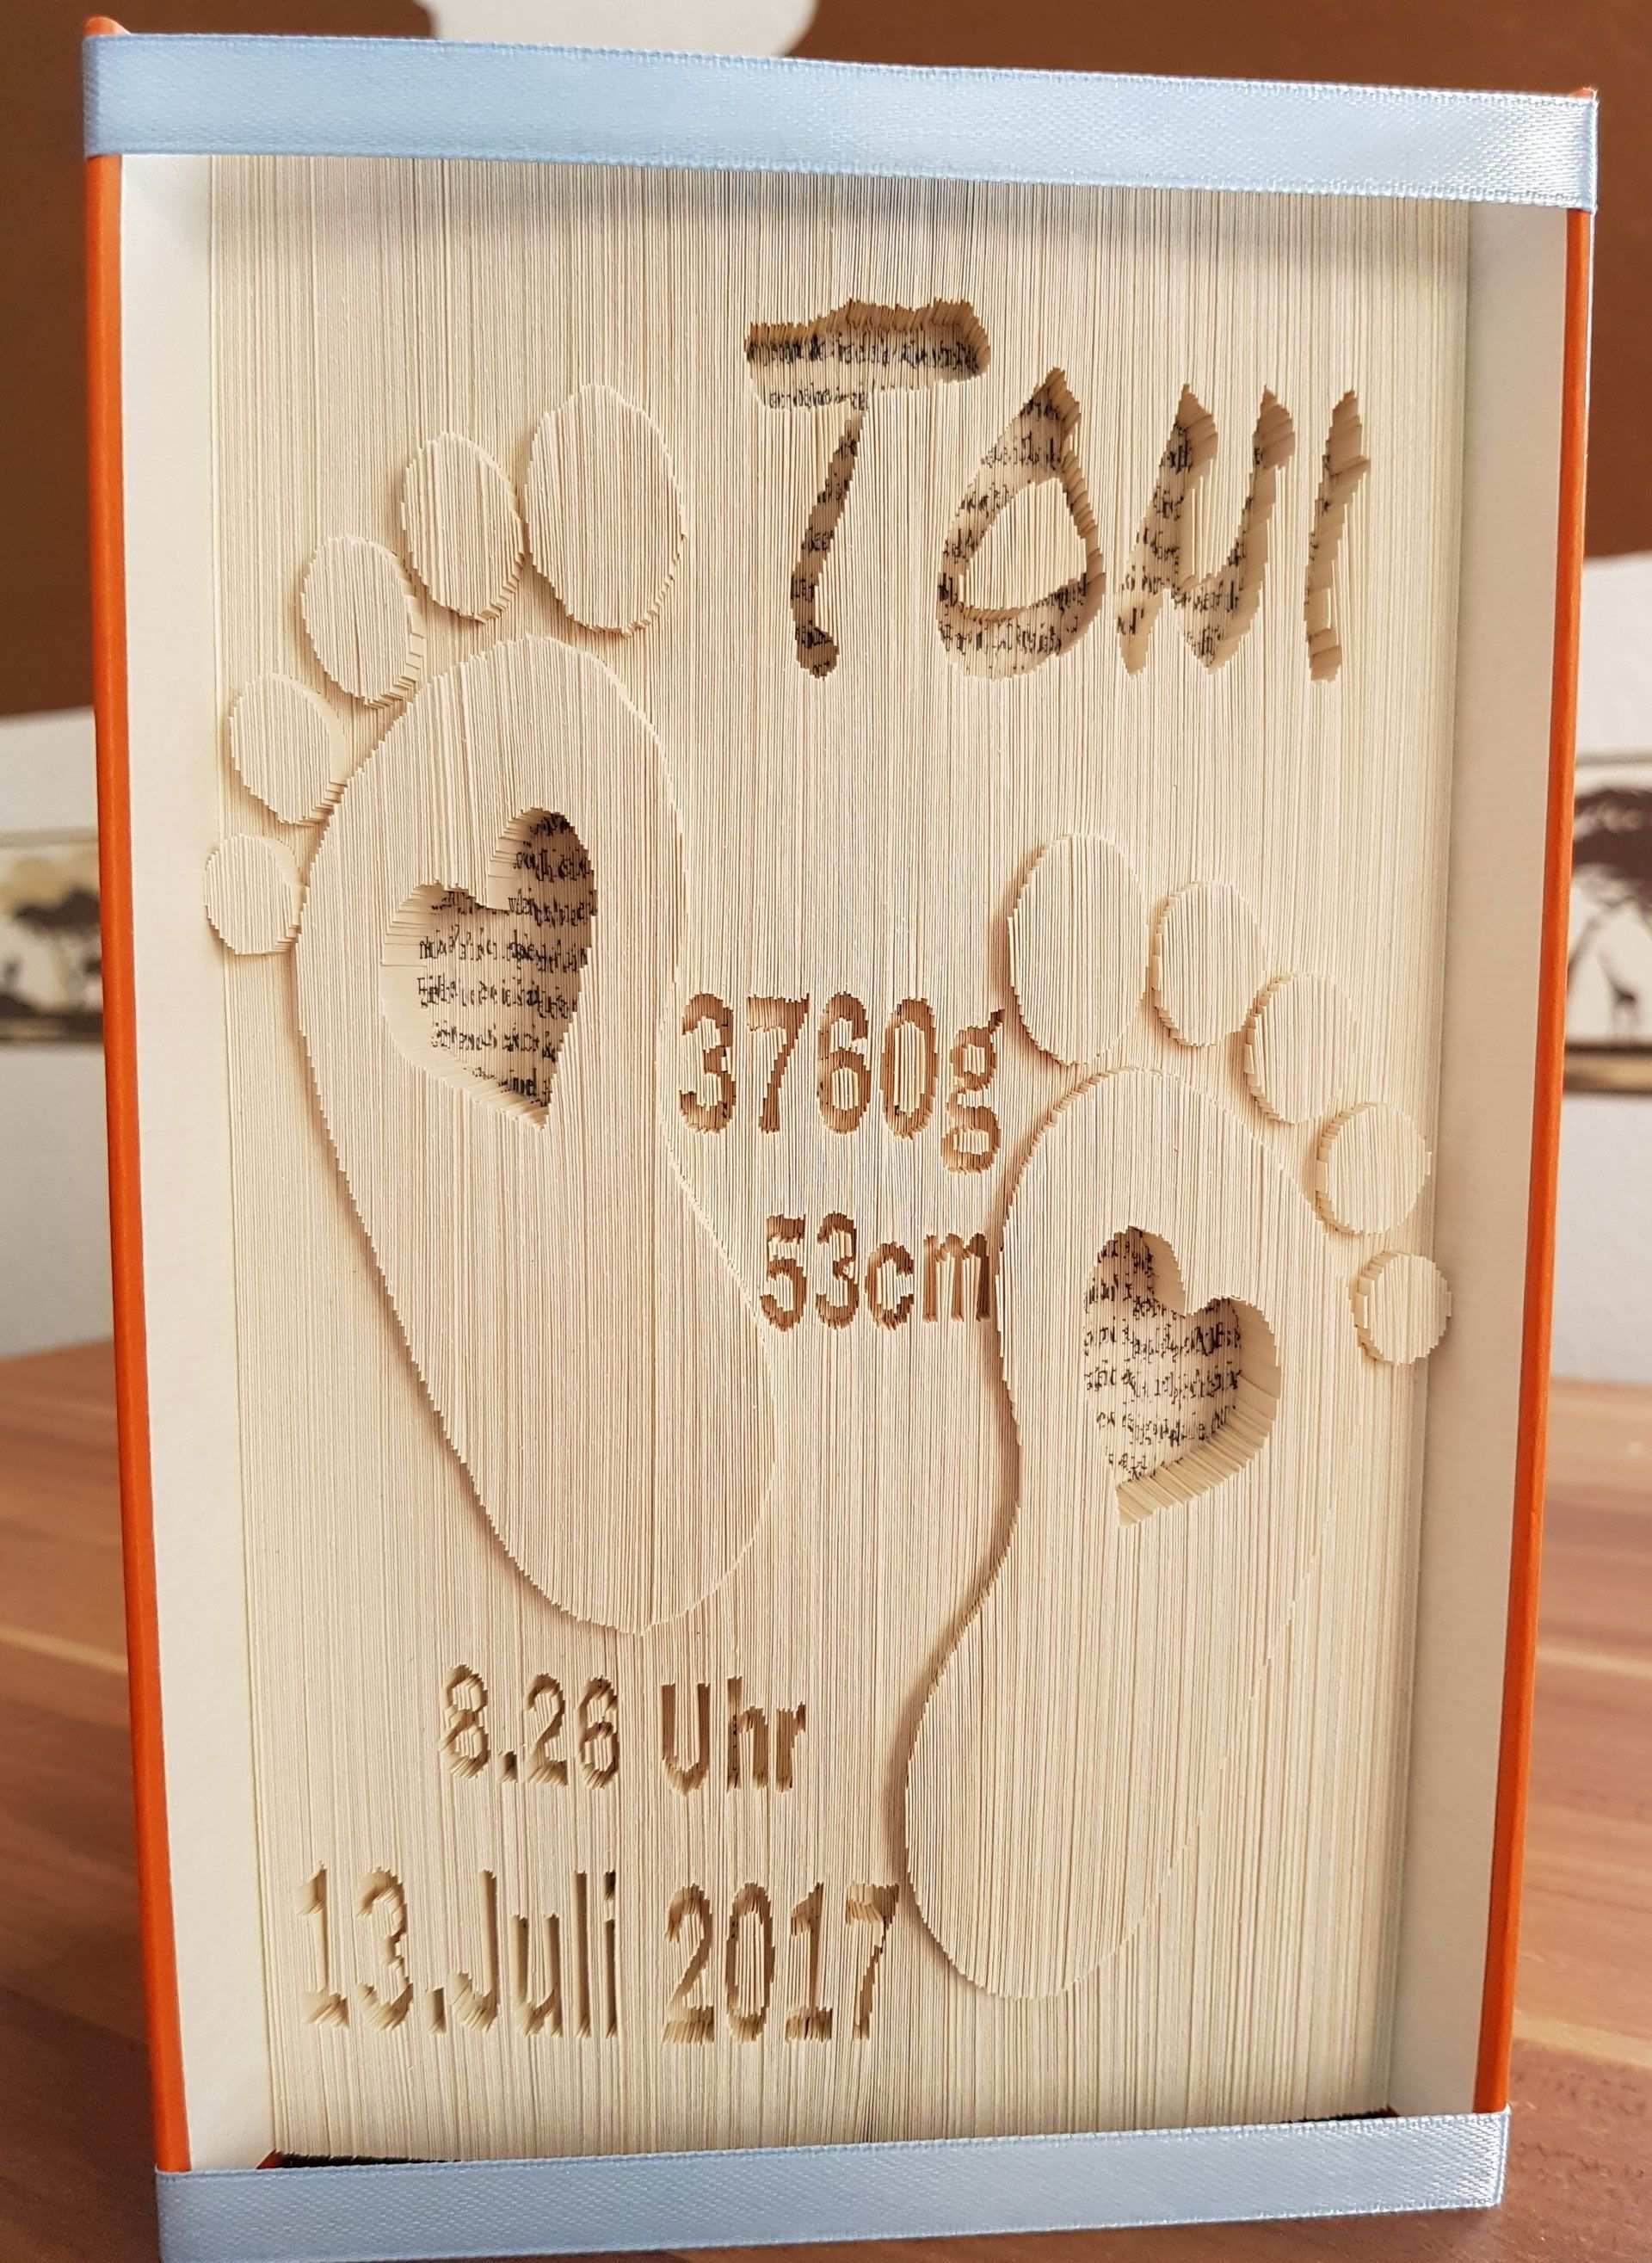 TONI
3760g
53cm
8.26 Uhr
13.Juli 2017